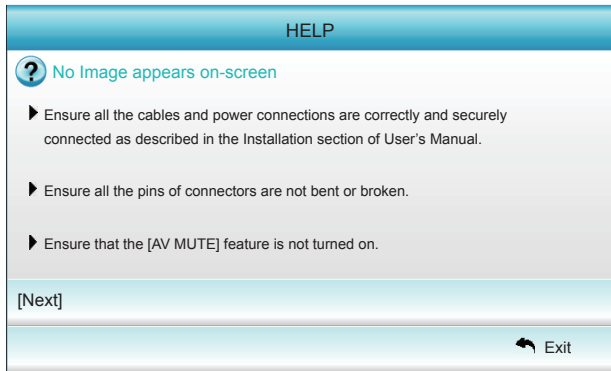 HELP
? No Image appears on-screen
Ensure all the cables and power connections are correctly and securely
connected as described in the Installation section of User's Manual.
Ensure all the pins of connectors are not bent or broken.
Ensure that the [AV MUTE] feature is not turned on.
[Next]
Exit